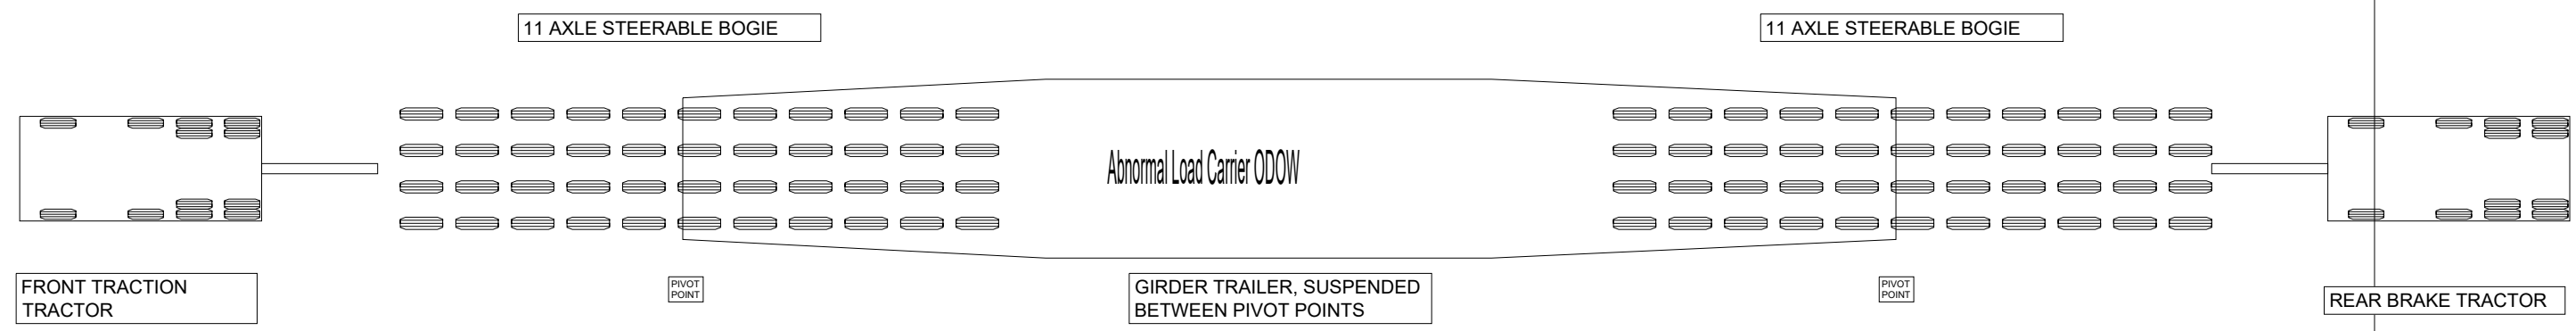 11 AXLE STEERABLE BOGIE
11 AXLE STEERABLE BOGIE
Abnormal Load Carrier ODOW
FRONT TRACTION
TRACTOR
PIVOT
POINT
GIRDER TRAILER, SUSPENDED
BETWEEN PIVOT POINTS
PIVOT
POINT
REAR BRAKE TRACTOR